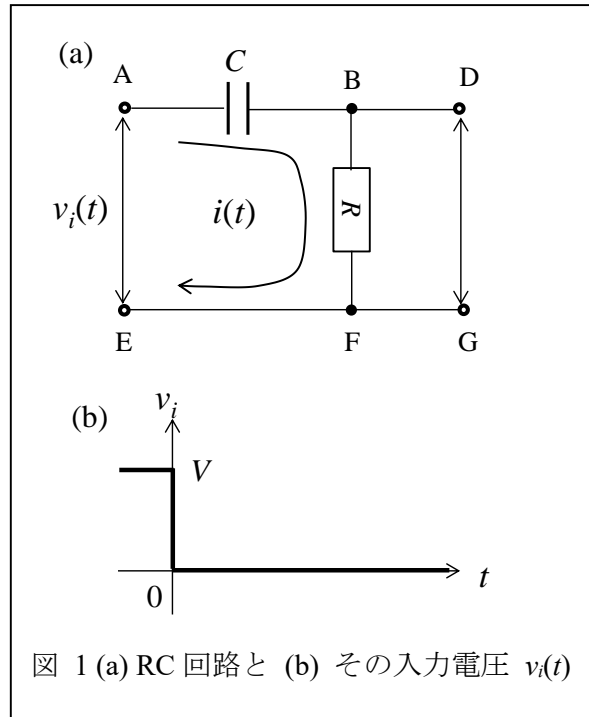 (a)
A C B D
v_i(t) i(t) R
E F G
(b)
v_i
V
0 t
図 1 (a) RC 回路と (b) その入力電圧 v_i(t)